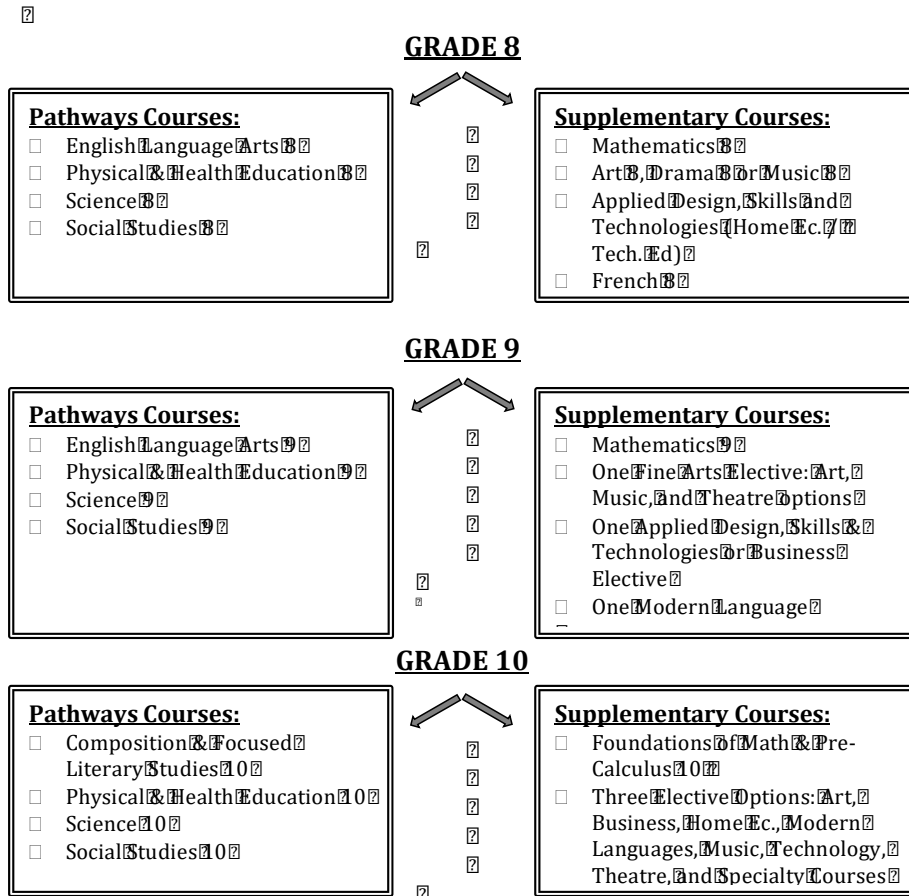 GRADE 8
Pathways Courses:
English Language Arts 8
Physical & Health Education 8
Science 8
Social Studies 8
Supplementary Courses:
Mathematics 8
Art 8, Drama 8 or Music 8
Applied Design, Skills and
Technologies (Home Ec. /
Tech. Ed)
French 8
GRADE 9
Pathways Courses:
English Language Arts 9
Physical & Health Education 9
Science 9
Social Studies 9
Supplementary Courses:
Mathematics 9
One Fine Arts Elective: Art,
Music, and Theatre options
One Applied Design, Skills &
Technologies or Business
Elective
One Modern Language
GRADE 10
Pathways Courses:
Composition & Focused
Literary Studies 10
Physical & Health Education 10
Science 10
Social Studies 10
Supplementary Courses:
Foundations of Math & Pre-
Calculus 10
Three Elective Options: Art,
Business, Home Ec., Modern
Languages, Music, Technology,
Theatre, and Specialty Courses